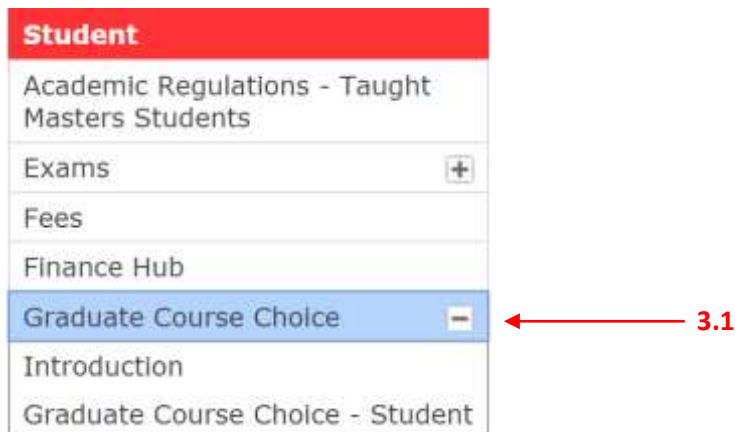 Student
Academic Regulations - Taught
Masters Students
Exams
Fees
Finance Hub
Graduate Course Choice
3.1
Introduction
Graduate Course Choice - Student